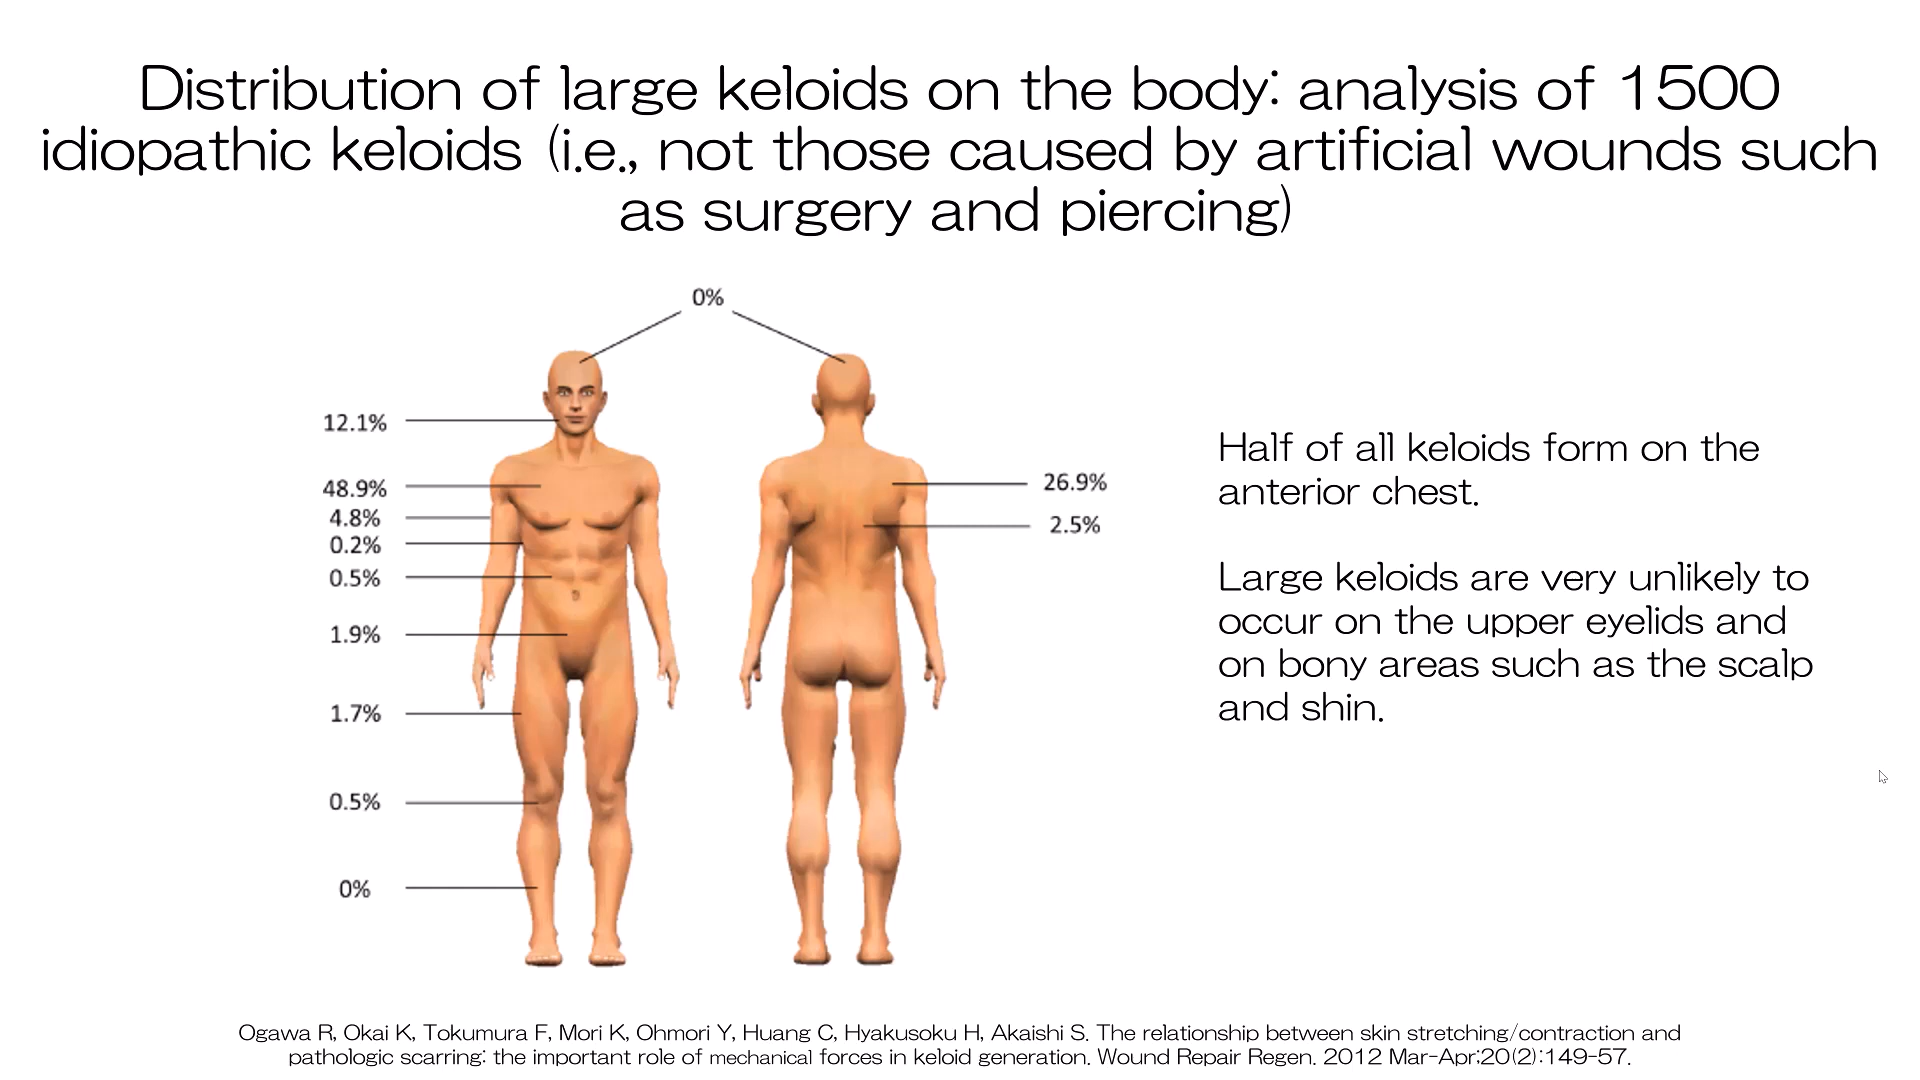 Distribution of large keloids on the body: analysis of 1500
idiopathic keloids (i.e., not those caused by artificial wounds such
as surgery and piercing)
0%
12.1%
48.9%
4.8%
0.2%
0.5%
1.9%
1.7%
0.5%
0%
26.9%
2.5%
Half of all keloids form on the
anterior chest.
Large keloids are very unlikely to
occur on the upper eyelids and
on bony areas such as the scalp
and shin.
Ogawa R, Okai K, Tokumura F, Mori K, Ohmori Y, Huang C, Hyakusoku H, Akaishi S. The relationship between skin stretching/contraction and
pathologic scarring: the important role of mechanical forces in keloid generation. Wound Repair Regen. 2012 Mar-Apr;20(2):149-57.